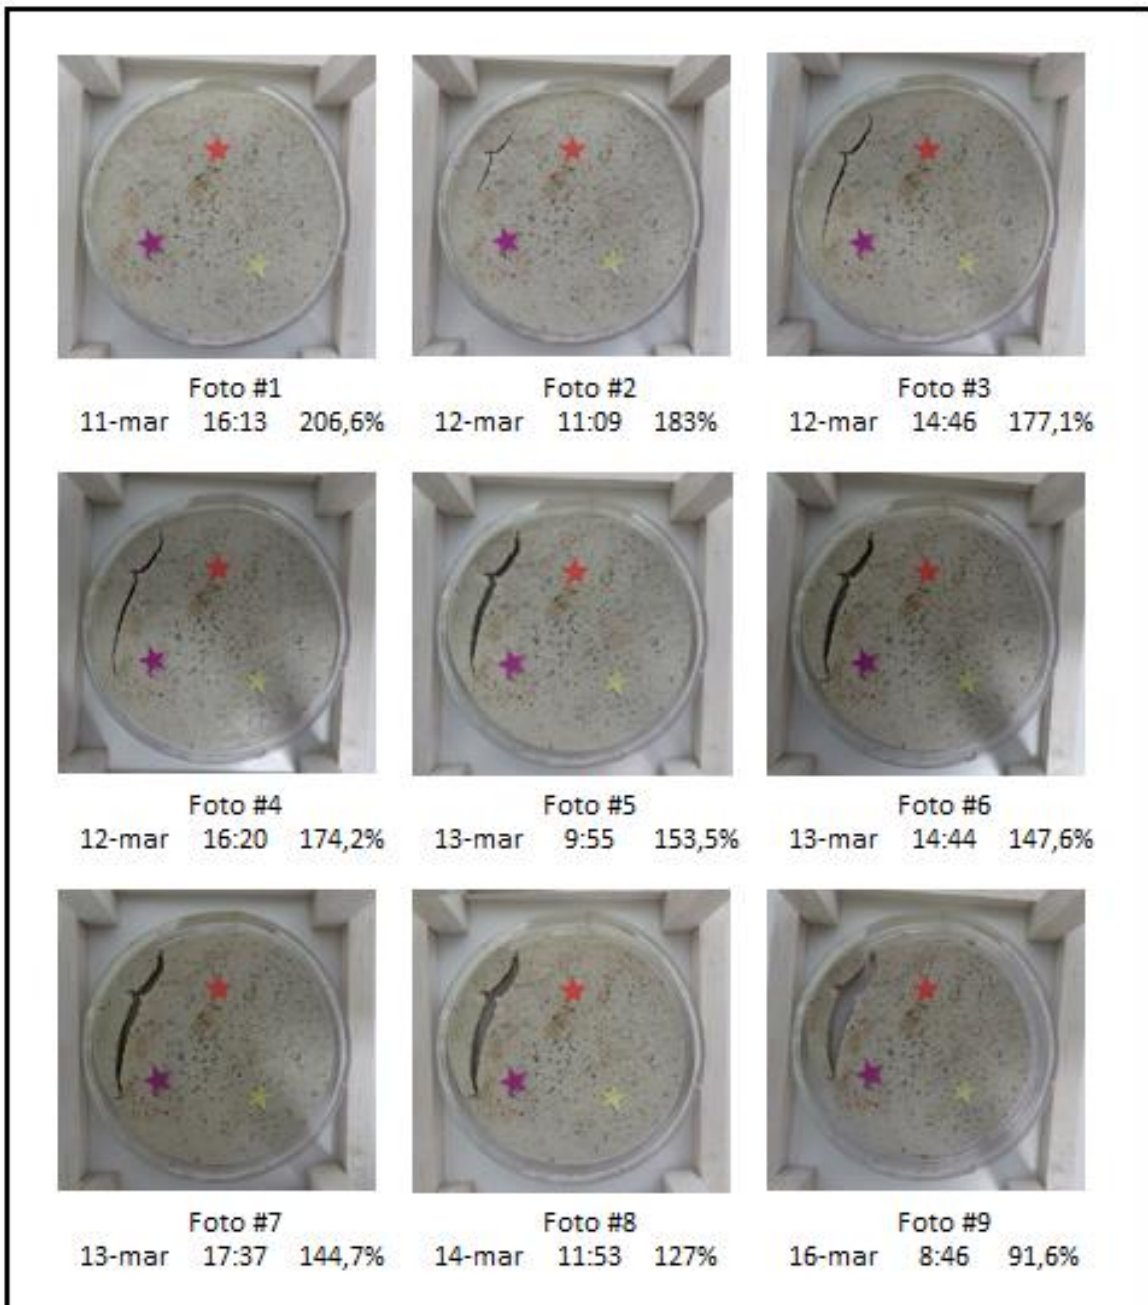 Foto #1
11-mar 16:13 206,6%
Foto #2
12-mar 11:09 183%
Foto #3
12-mar 14:46 177,1%
Foto #4
12-mar 16:20 174,2%
Foto #5
13-mar 9:55 153,5%
Foto #6
13-mar 14:44 147,6%
Foto #7
13-mar 17:37 144,7%
Foto #8
14-mar 11:53 127%
Foto #9
16-mar 8:46 91,6%